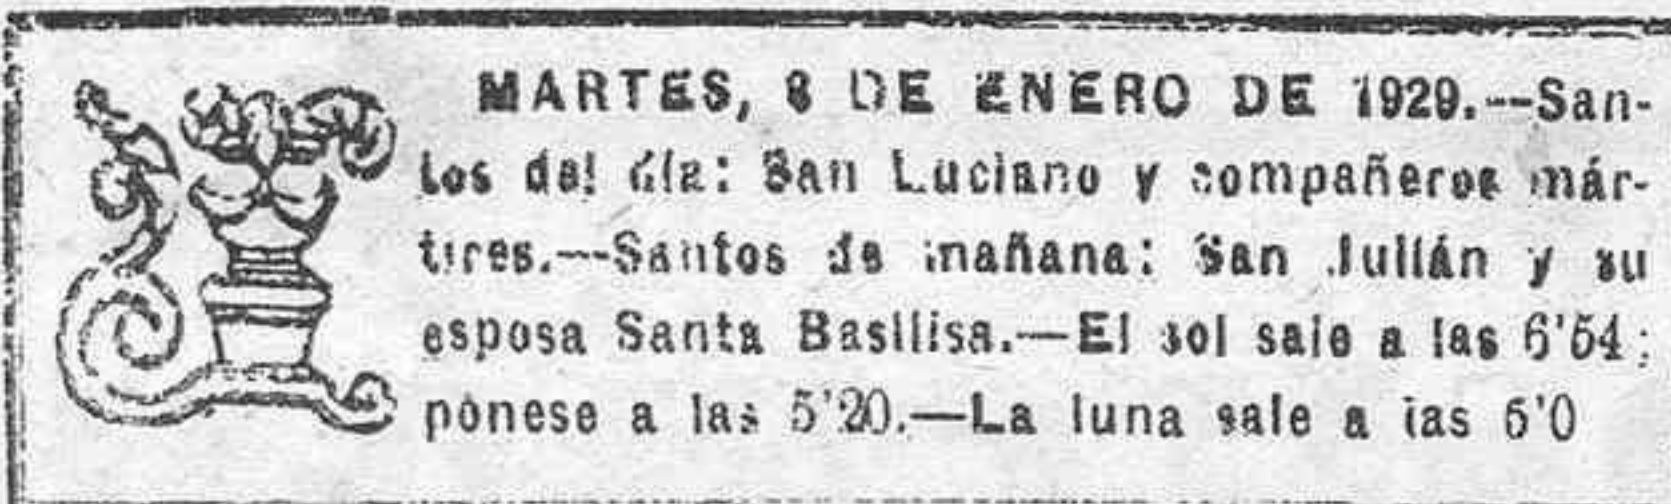 MARTES, 8 DE ENERO DE 1929.--San-
tos del día: San Luciano y compañeros már-
tires.--Santos de mañana: San Julián y su
esposa Santa Basilisa.—El sol sale a las 6'54;
pónese a las 5'20.—La luna sale a las 5'0